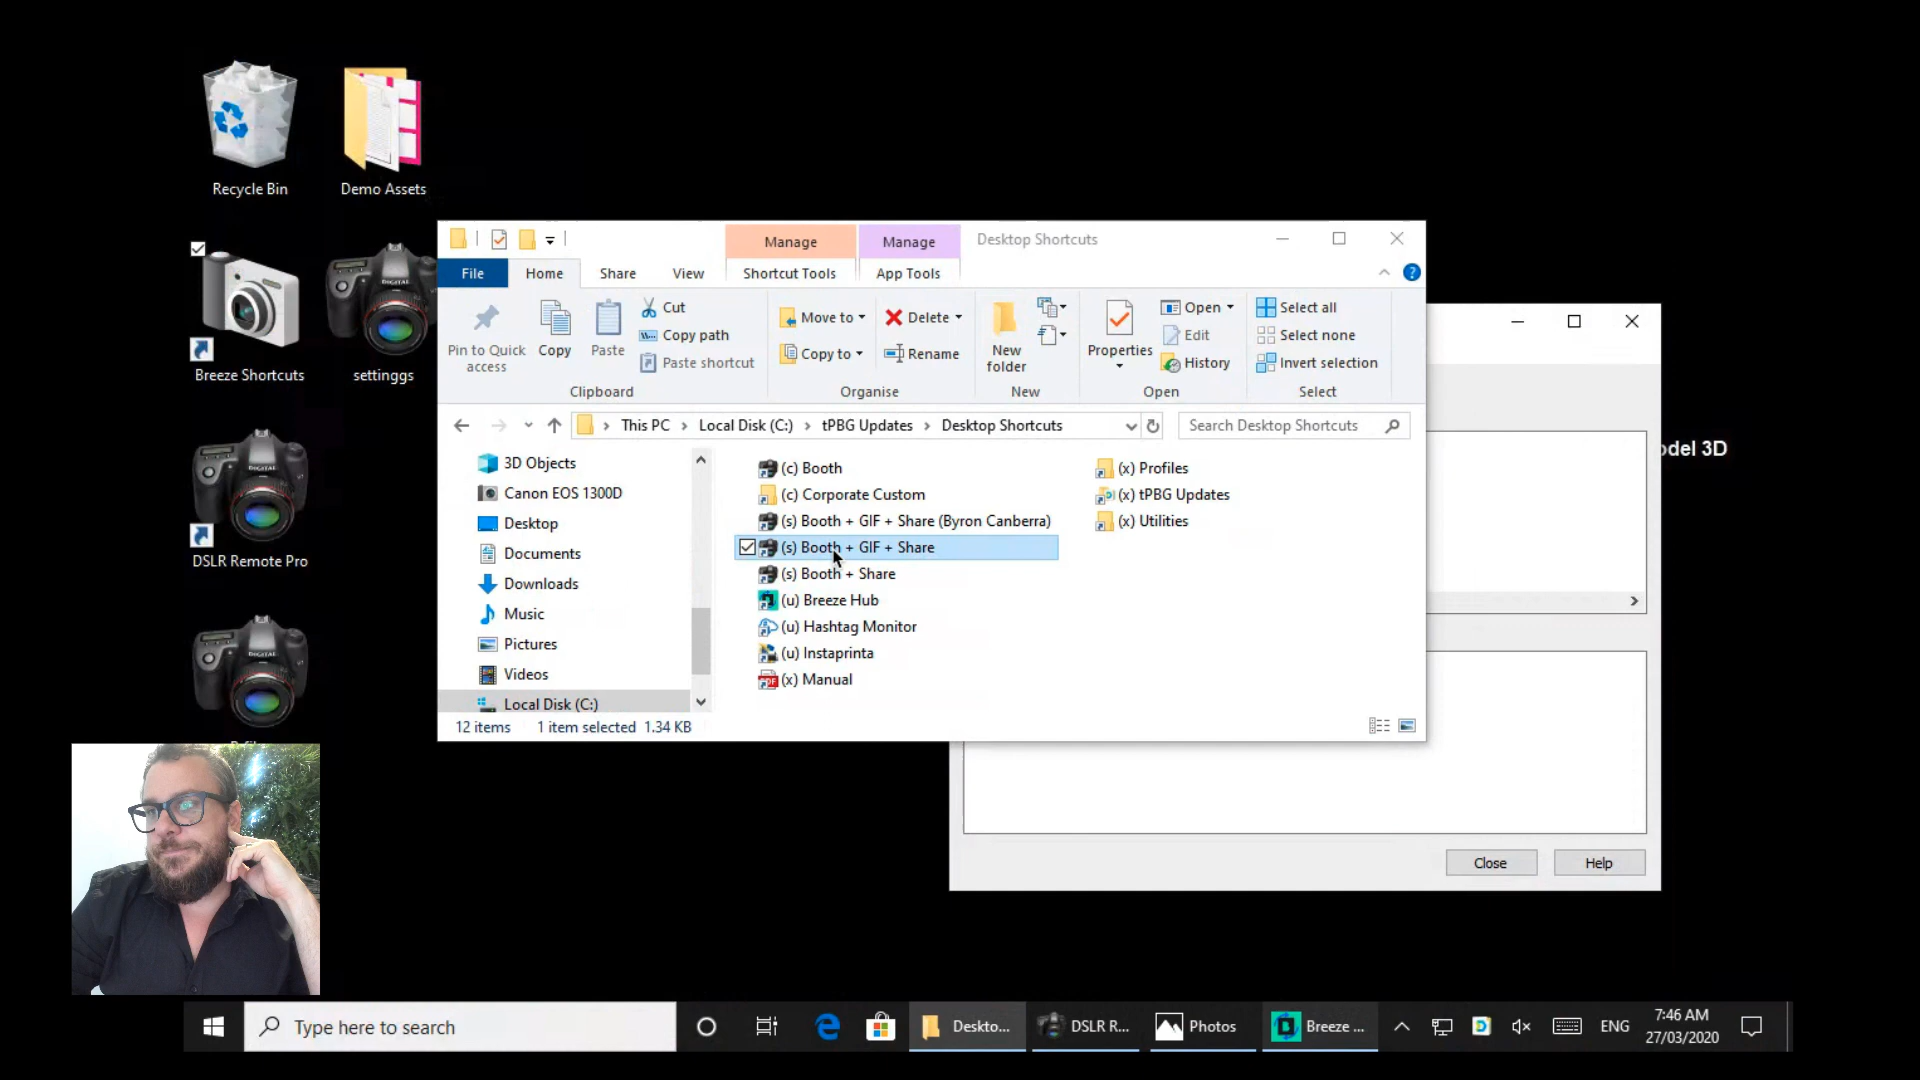 Recycle Bin
Demo Assets
Breeze Shortcuts
settinggs
DSLR Remote Pro
Manage
Manage
Desktop Shortcuts
File
Home
Share
View
Shortcut Tools
App Tools
Pin to Quick access
Copy
Paste
Cut
Copy path
Paste shortcut
Clipboard
Move to
Copy to
Delete
Rename
Organise
New folder
New
Properties
Open
Edit
History
Open
Select all
Select none
Invert selection
Select
This PC
Local Disk (C:)
tPBG Updates
Desktop Shortcuts
Search Desktop Shortcuts
3D Objects
Canon EOS 1300D
Desktop
Documents
Downloads
Music
Pictures
Videos
Local Disk (C:)
(c) Booth
(c) Corporate Custom
(s) Booth + GIF + Share (Byron Canberra)
(s) Booth + GIF + Share
(s) Booth + Share
(u) Breeze Hub
(u) Hashtag Monitor
(u) Instaprinta
(x) Manual
(x) Profiles
(x) tPBG Updates
(x) Utilities
12 items
1 item selected 1.34 KB
odel 3D
Close
Help
Type here to search
Deskto...
DSLR R...
Photos
Breeze ...
ENG
7:46 AM
27/03/2020